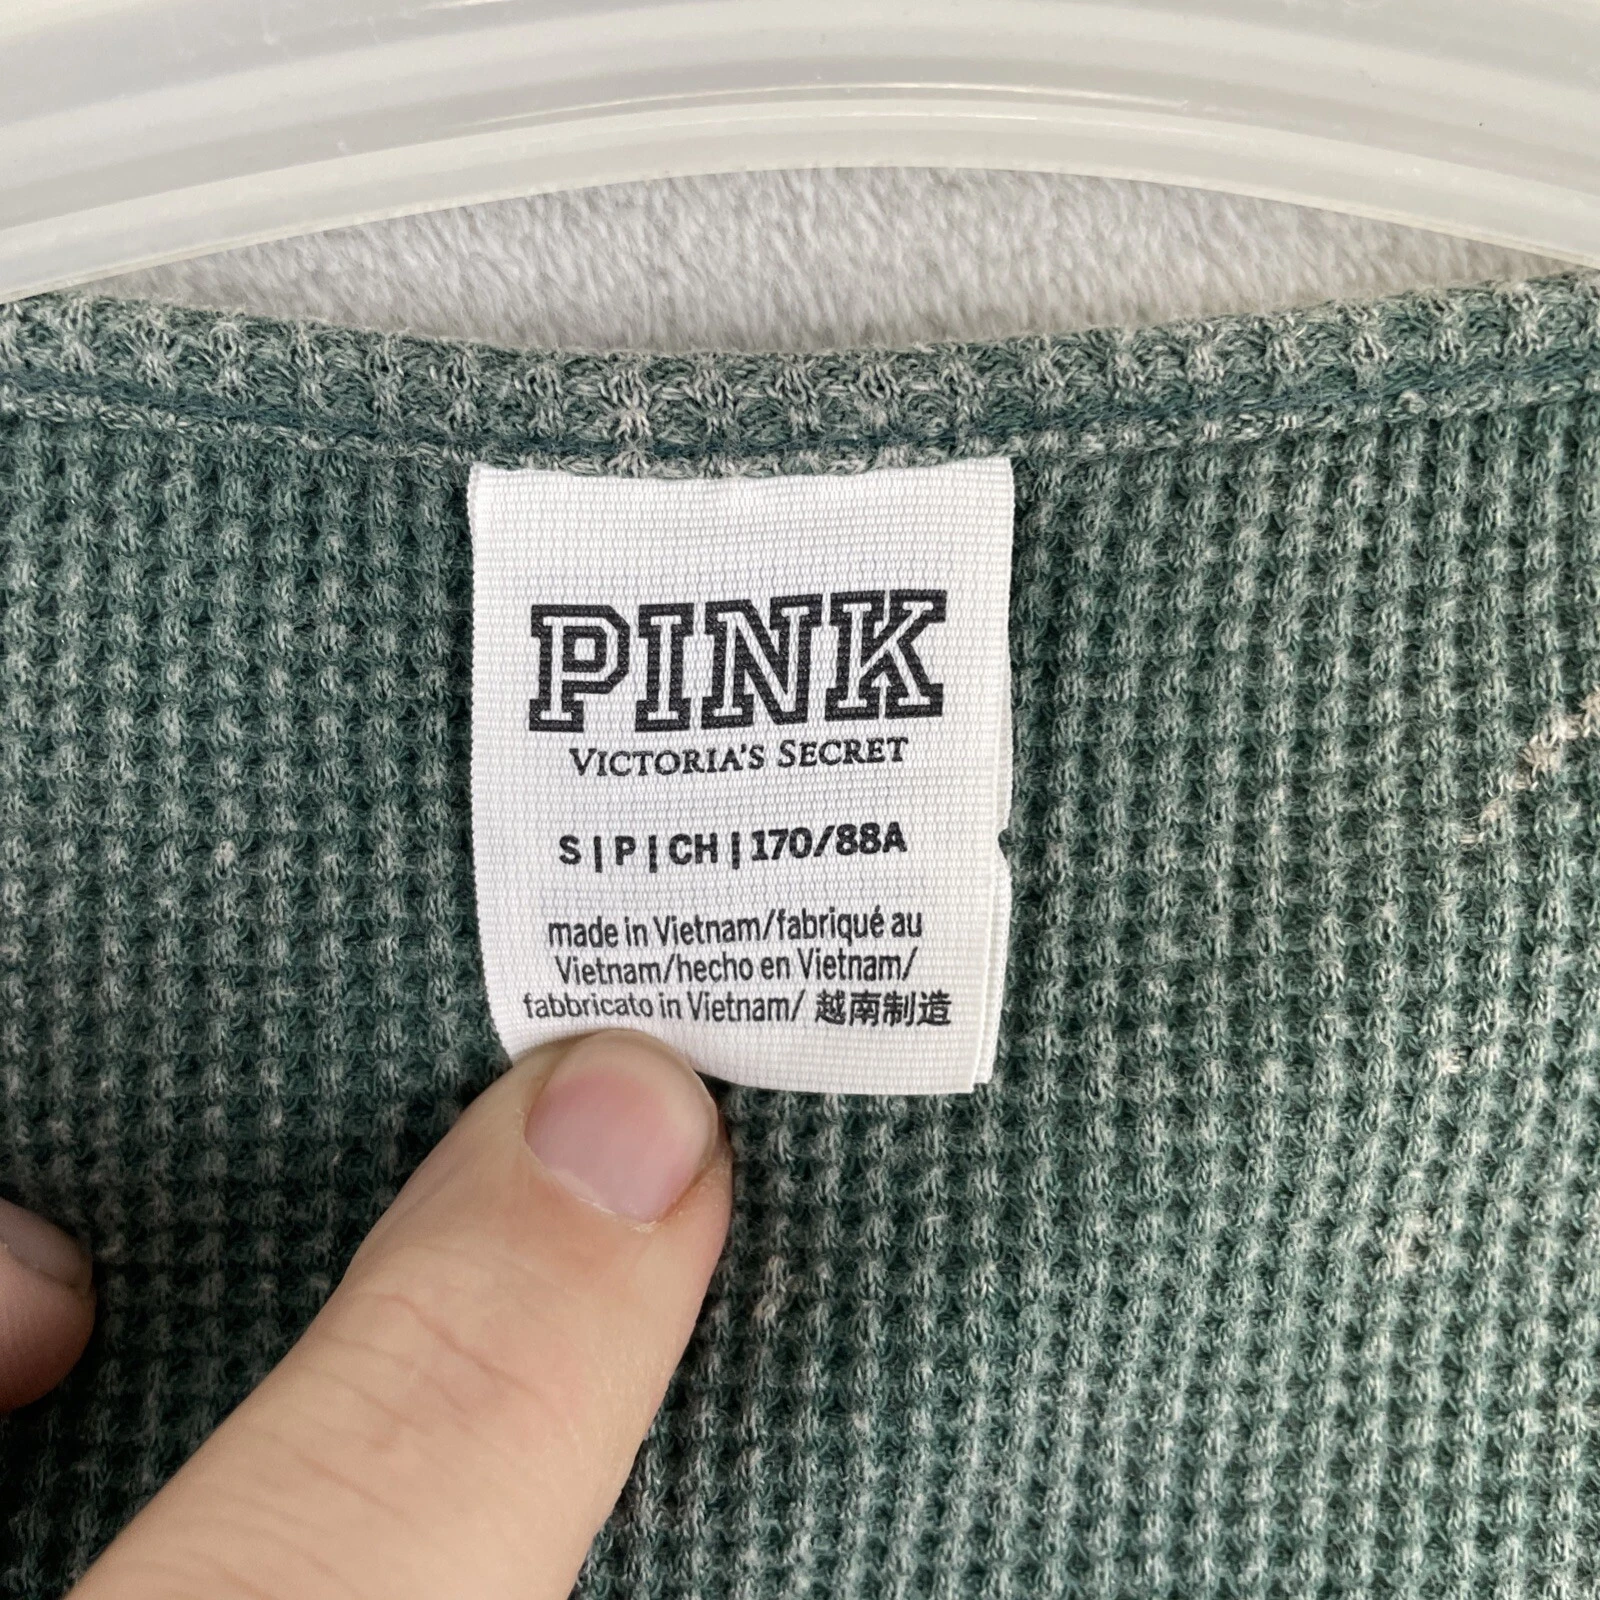 PINK
VICTORIA'S SECRET
S | P | CH | 170/88A
made in Vietnam/fabriqué au
Vietnam/hecho en Vietnam/
fabbricato in Vietnam/ 越南制造